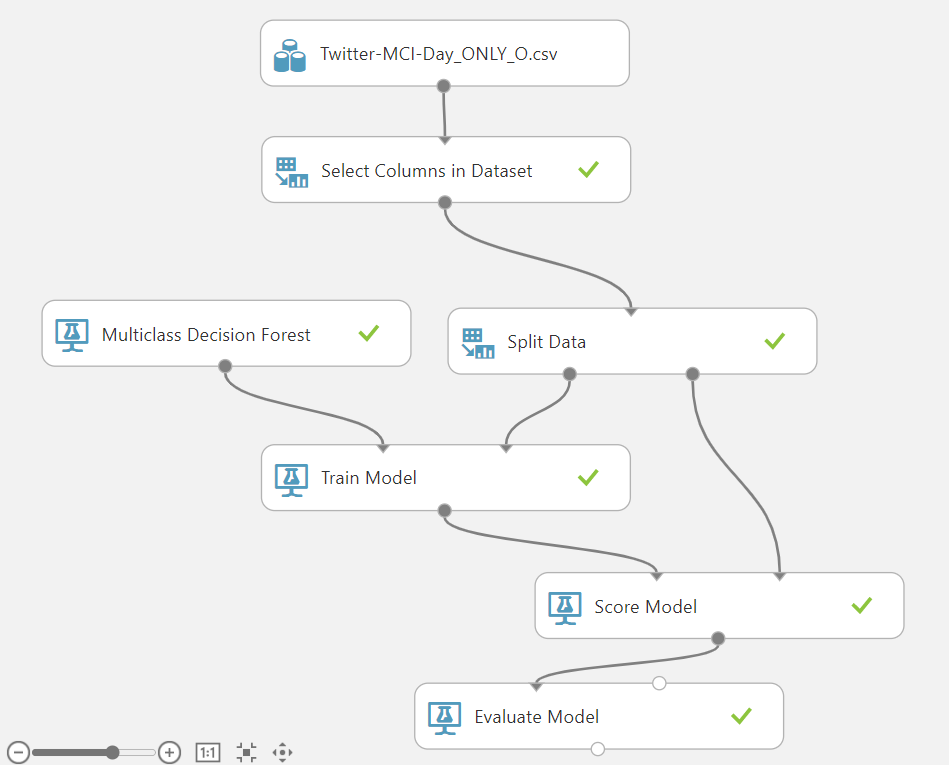 Twitter-MCI-Day_ONLY_O.csv
Select Columns in Dataset
Multiclass Decision Forest
Split Data
Train Model
Score Model
Evaluate Model
1:1